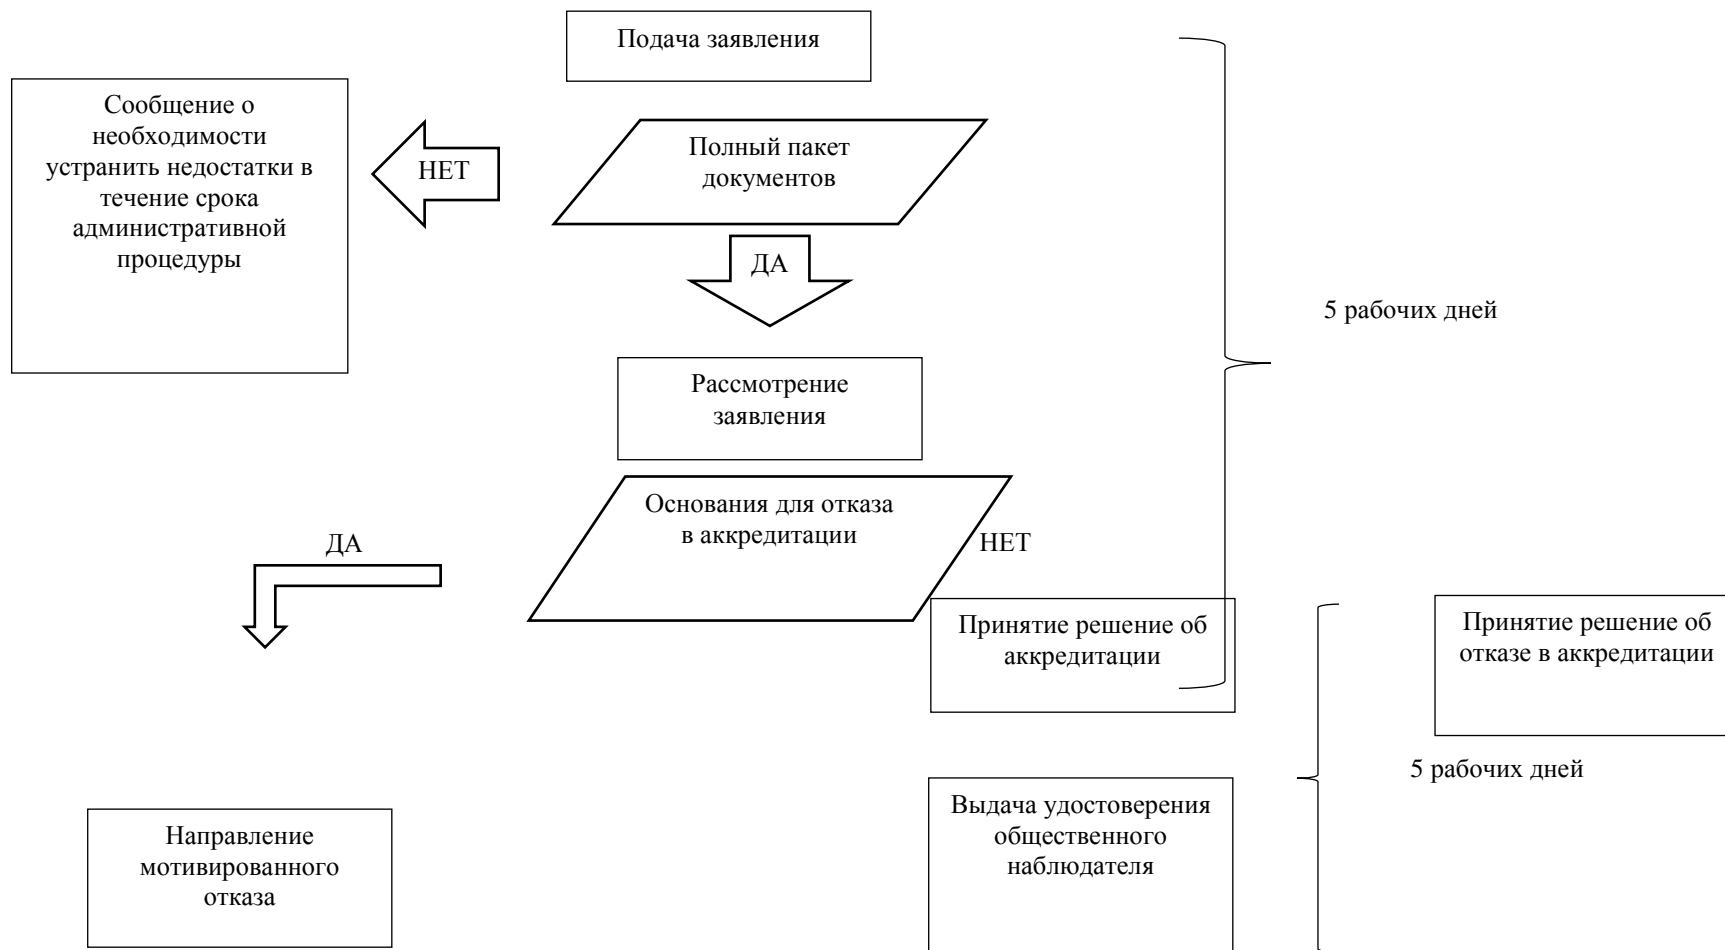 Подача заявления
Сообщение о
необходимости
устранить недостатки в
течение срока
административной
процедуры
НЕТ
Полный пакет
документов
ДА
5 рабочих дней
Рассмотрение
заявления
Основания для отказа
в аккредитации
ДА
НЕТ
Принятие решение об
аккредитации
Принятие решение об
отказе в аккредитации
5 рабочих дней
Направление
мотивированного
отказа
Выдача удостоверения
общественного
наблюдателя